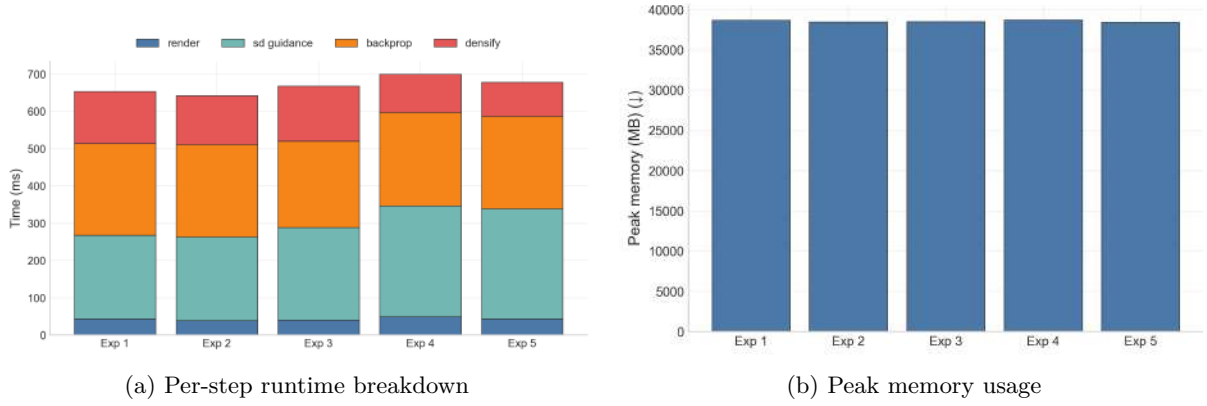 render sd guidance backprop densify
700
600
500
400
300
200
100
0
Time (ms)
Exp 1 Exp 2 Exp 3 Exp 4 Exp 5
(a) Per-step runtime breakdown
40000
35000
30000
25000
20000
15000
10000
5000
0
Peak memory (MB) (↓)
Exp 1 Exp 2 Exp 3 Exp 4 Exp 5
(b) Peak memory usage